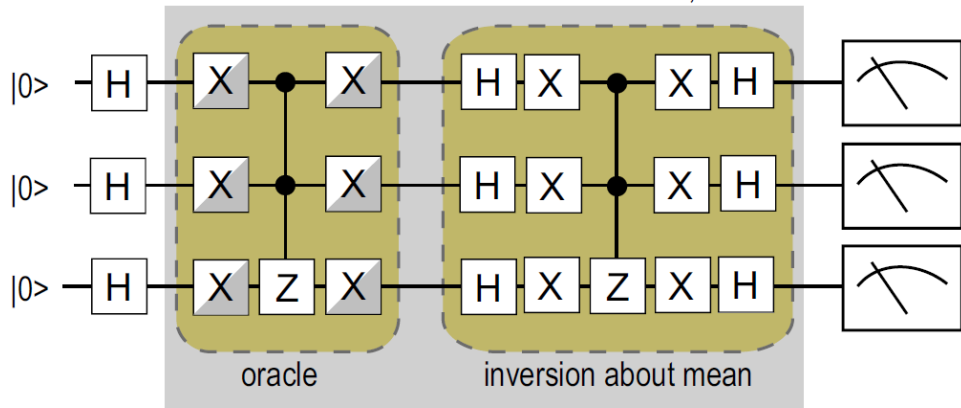 |0> H X X H X X H
|0> H X X H X X H
|0> H X Z X H X Z X H
oracle inversion about mean